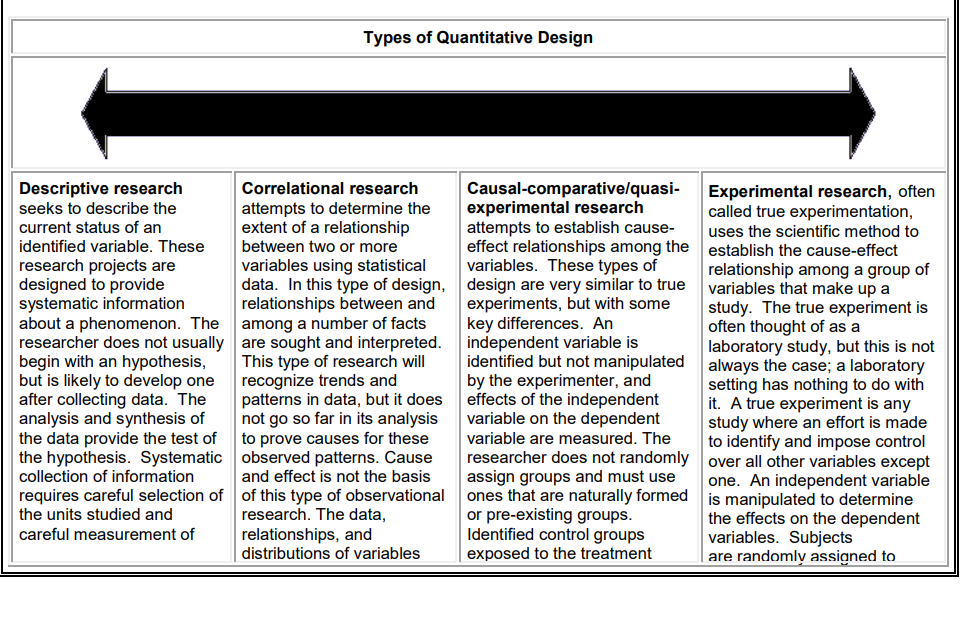 Types of Quantitative Design
Descriptive research
seeks to describe the
current status of an
identified variable. These
research projects are
designed to provide
systematic information
about a phenomenon.  The
researcher does not usually
begin with an hypothesis,
but is likely to develop one
after collecting data.  The
analysis and synthesis of
the data provide the test of
the hypothesis.  Systematic
collection of information
requires careful selection of
the units studied and
careful measurement of
Correlational research
attempts to determine the
extent of a relationship
between two or more
variables using statistical
data.  In this type of design,
relationships between and
among a number of facts
are sought and interpreted.
This type of research will
recognize trends and
patterns in data, but it does
not go so far in its analysis
to prove causes for these
observed patterns. Cause
and effect is not the basis
of this type of observational
research. The data,
relationships, and
distributions of variables
Causal-comparative/quasi-
experimental research
attempts to establish cause-
effect relationships among the
variables.  These types of
design are very similar to true
experiments, but with some
key differences.  An
independent variable is
identified but not manipulated
by the experimenter, and
effects of the independent
variable on the dependent
variable are measured. The
researcher does not randomly
assign groups and must use
ones that are naturally formed
or pre-existing groups.
Identified control groups
exposed to the treatment
Experimental research, often
called true experimentation,
uses the scientific method to
establish the cause-effect
relationship among a group of
variables that make up a
study.  The true experiment is
often thought of as a
laboratory study, but this is not
always the case; a laboratory
setting has nothing to do with
it.  A true experiment is any
study where an effort is made
to identify and impose control
over all other variables except
one.  An independent variable
is manipulated to determine
the effects on the dependent
variables.  Subjects
are randomly assigned to